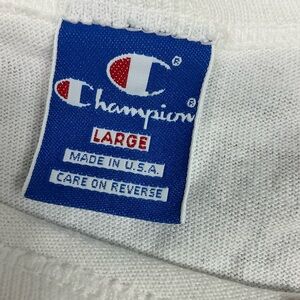 C®
Champion®
LARGE
MADE IN U.S.A.
CARE ON REVERSE